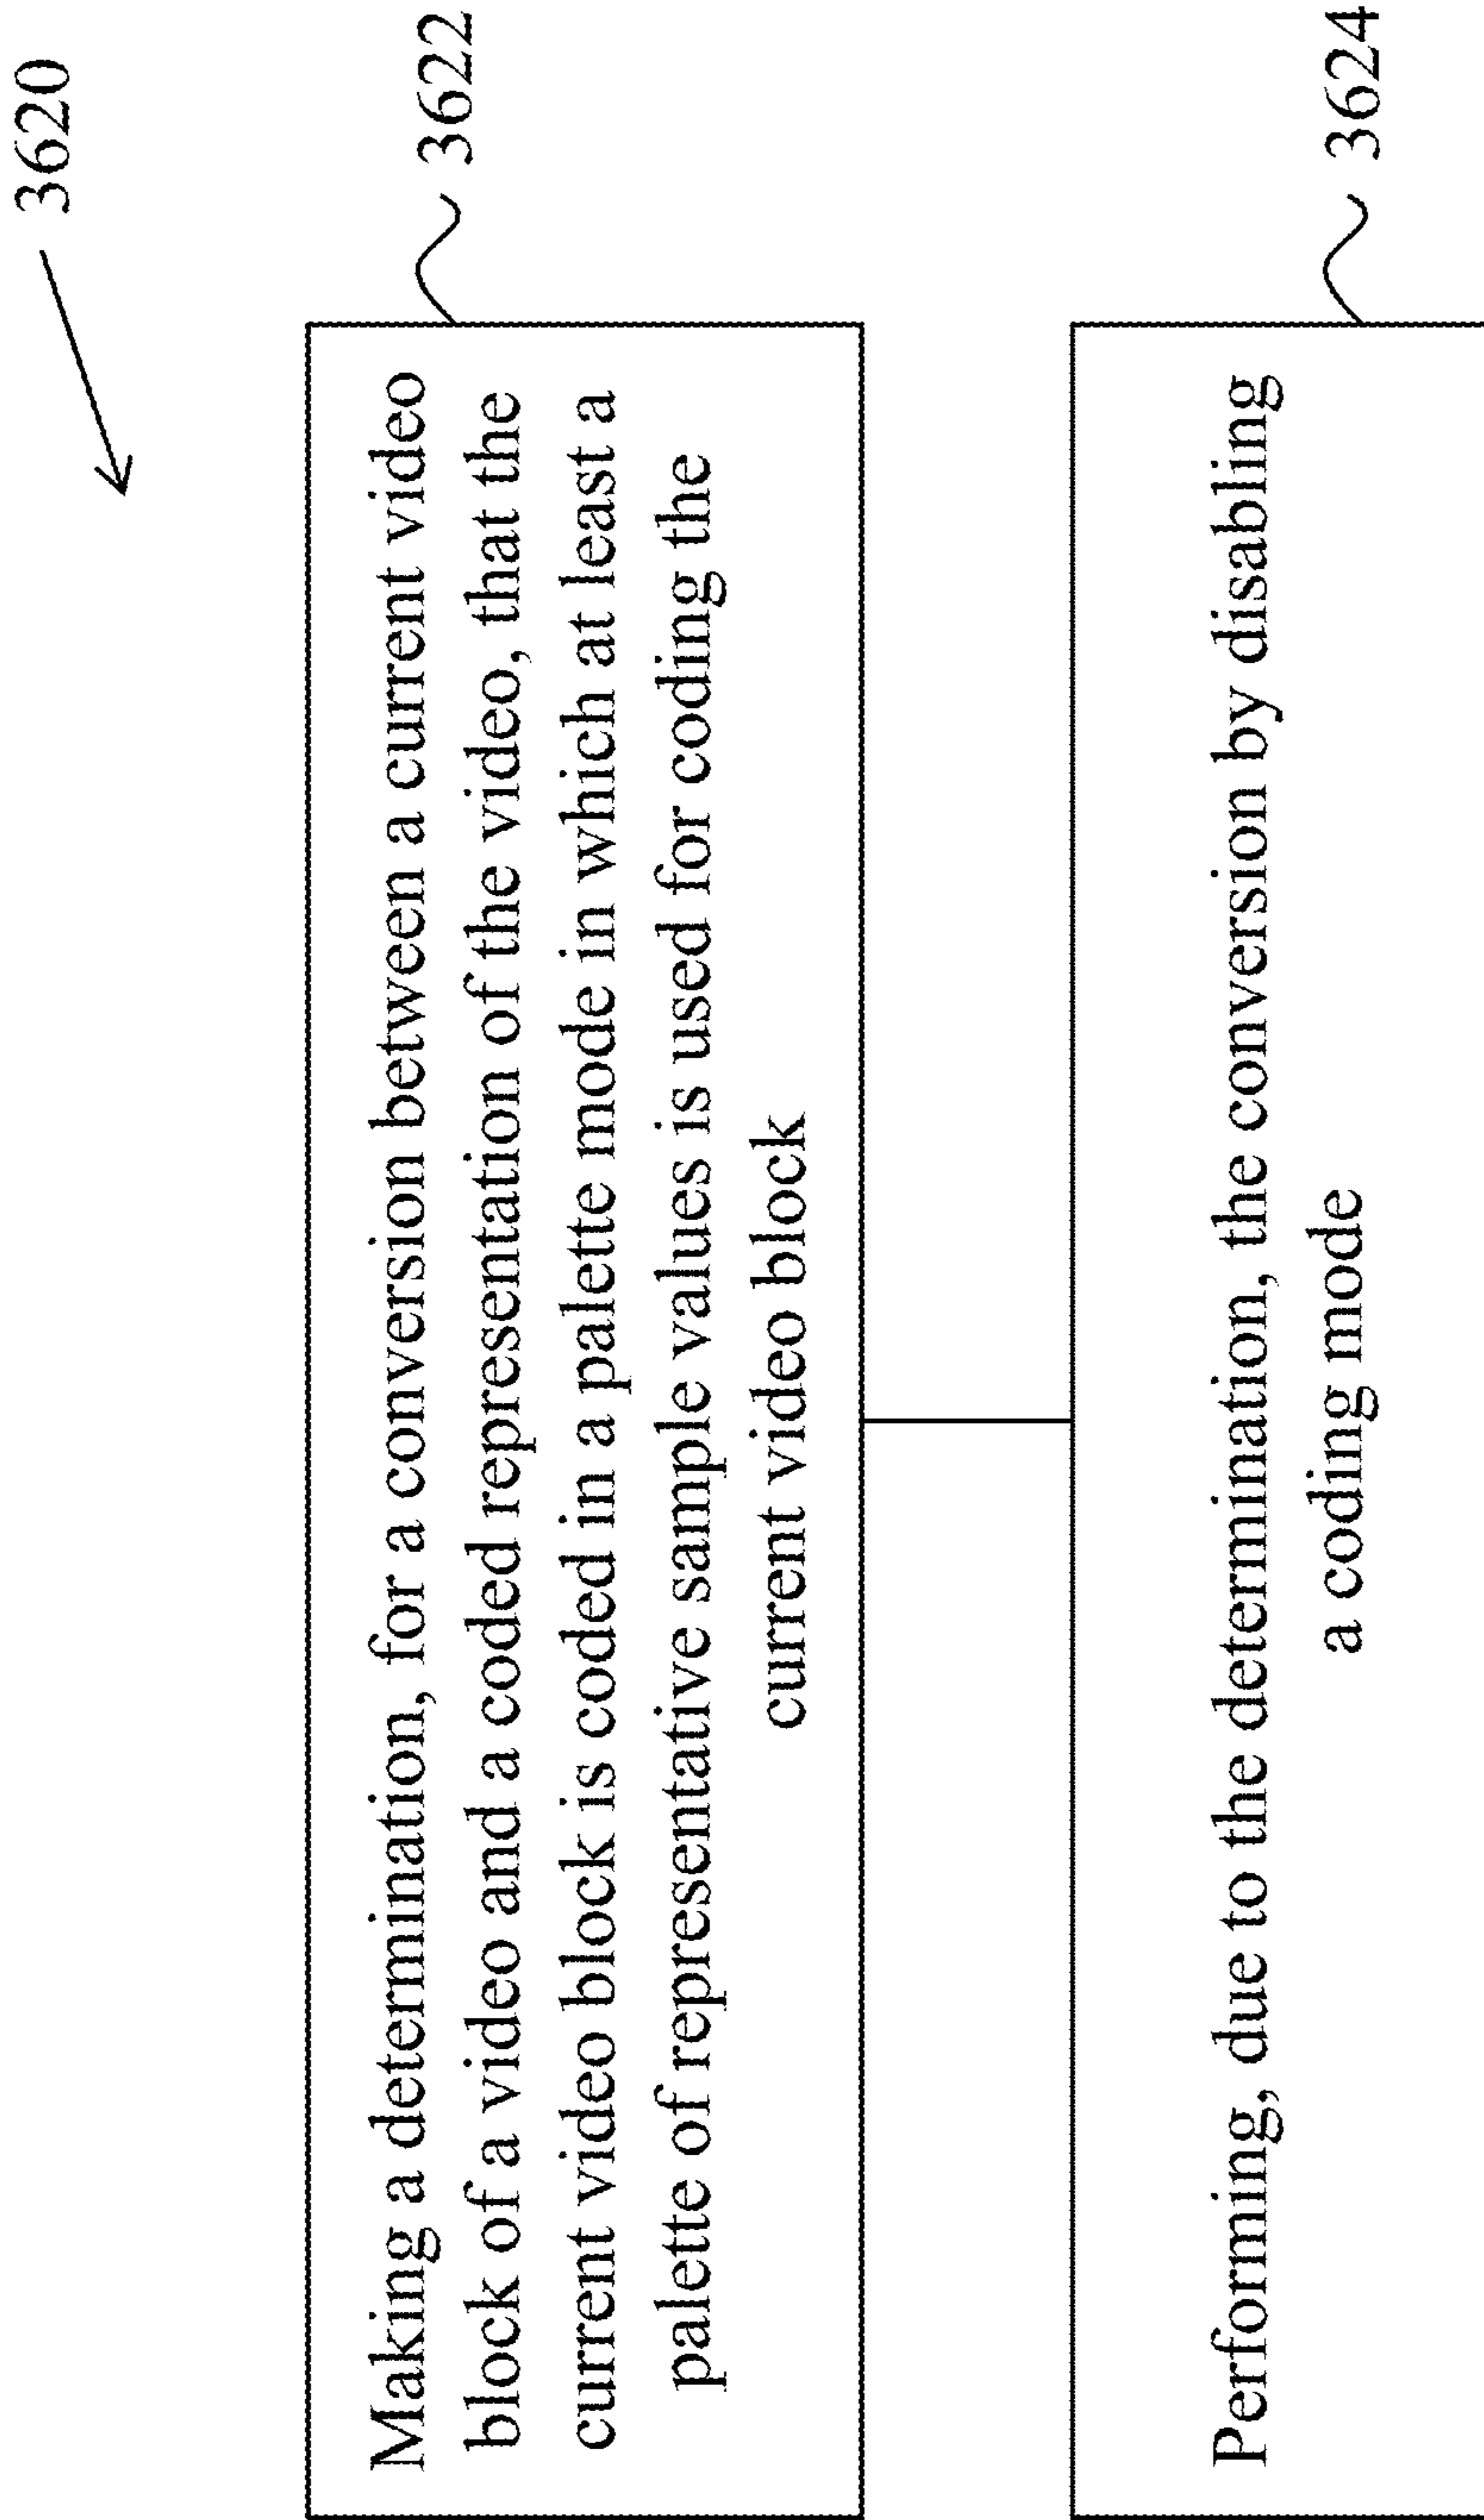 3620
Making a determination, for a conversion between a current video
block of a video and a coded representation of the video, that the
current video block is coded in a palette mode in which at least a
palette of representative sample values is used for coding the
current video block
3622
Performing, due to the determination, the conversion by disabling
a coding mode
3624